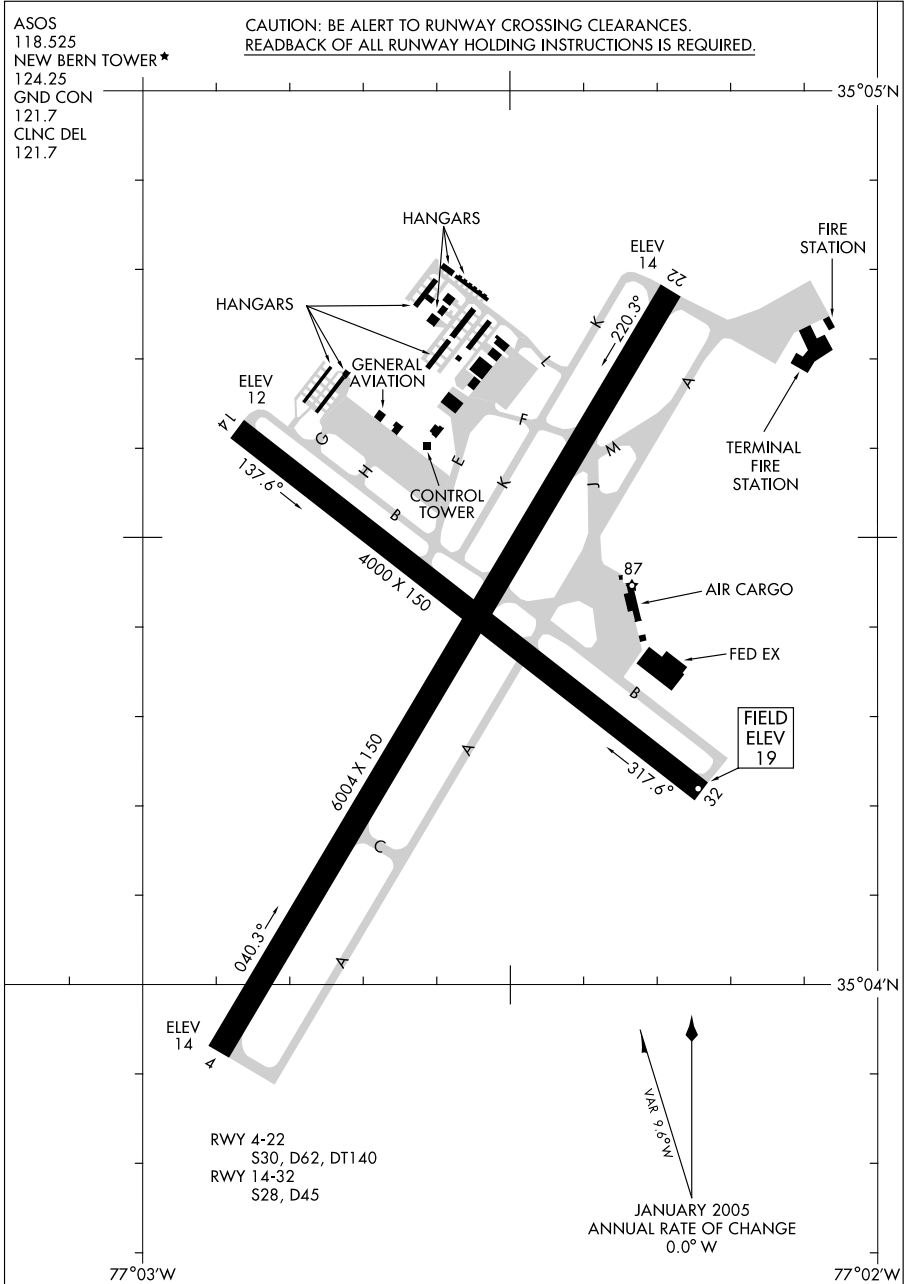 ASOS
118.525
NEW BERN TOWER★
124.25
GND CON
121.7
CLNC DEL
121.7
CAUTION: BE ALERT TO RUNWAY CROSSING CLEARANCES.
READBACK OF ALL RUNWAY HOLDING INSTRUCTIONS IS REQUIRED.
35°05'N
HANGARS
FIRE
STATION
ELEV
14
22
HANGARS
K
220.3°
GENERAL
AVIATION
L
A
ELEV
12
14
G
F
M
TERMINAL
FIRE
STATION
137.6°
H
E
K
J
CONTROL
TOWER
B
4000 X 150
87
AIR CARGO
FED EX
B
FIELD
ELEV
19
A
6004 X 150
317.6°
32
C
040.3°
A
35°04'N
ELEV
14
4
VAR 9.6°W
RWY 4-22
S30, D62, DT140
RWY 14-32
S28, D45
JANUARY 2005
ANNUAL RATE OF CHANGE
0.0° W
77°03'W
77°02'W